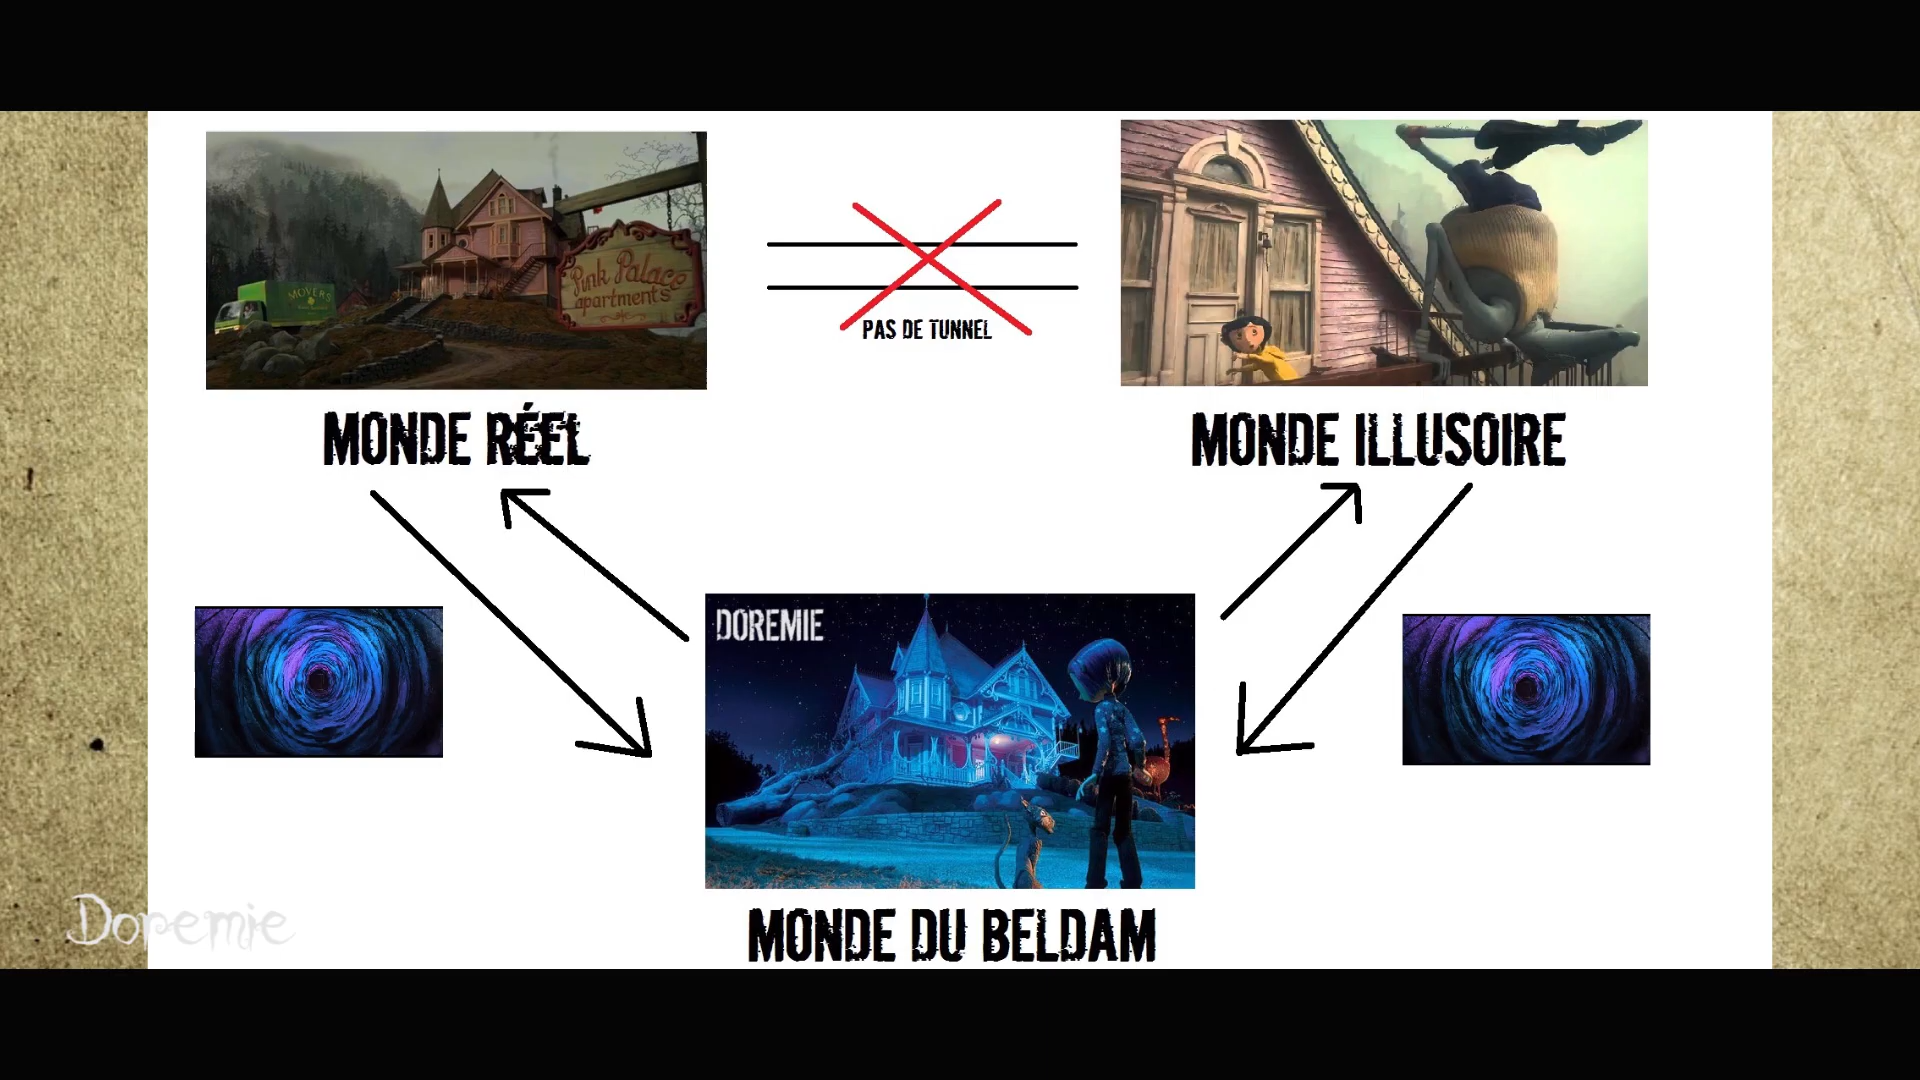 MOVERS
Pink Palace
apartments
PAS DE TUNNEL
MONDE RÉEL
MONDE ILLUSOIRE
DOREMIE
Doremie
MONDE DU BELDAM